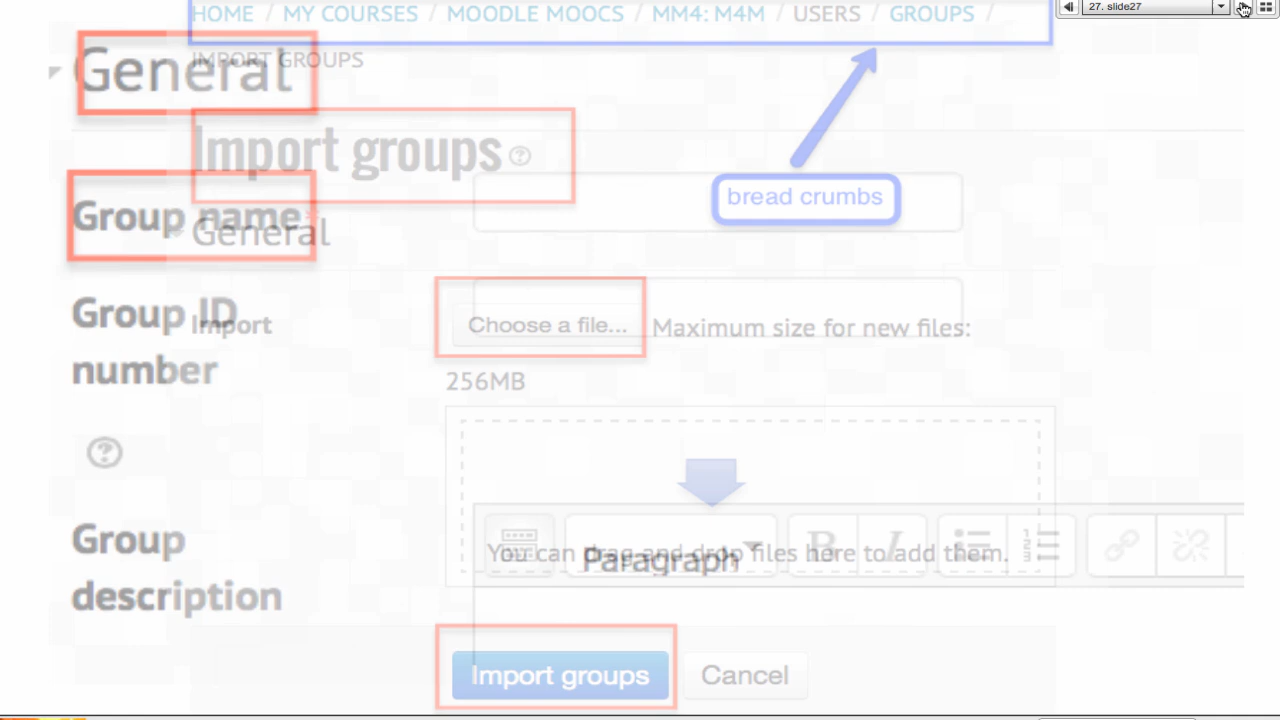 HOME / MY COURSES / MOODLE MOOCS / MM4: M4M / USERS / GROUPS /
27. slide27
IMPORT GROUPS
General
Import groups
bread crumbs
Group name*
General
Group ID
number
Import
Choose a file...
Maximum size for new files:
256MB
Paragraph
B I
You can drag and drop files here to add them.
Group
description
Import groups
Cancel